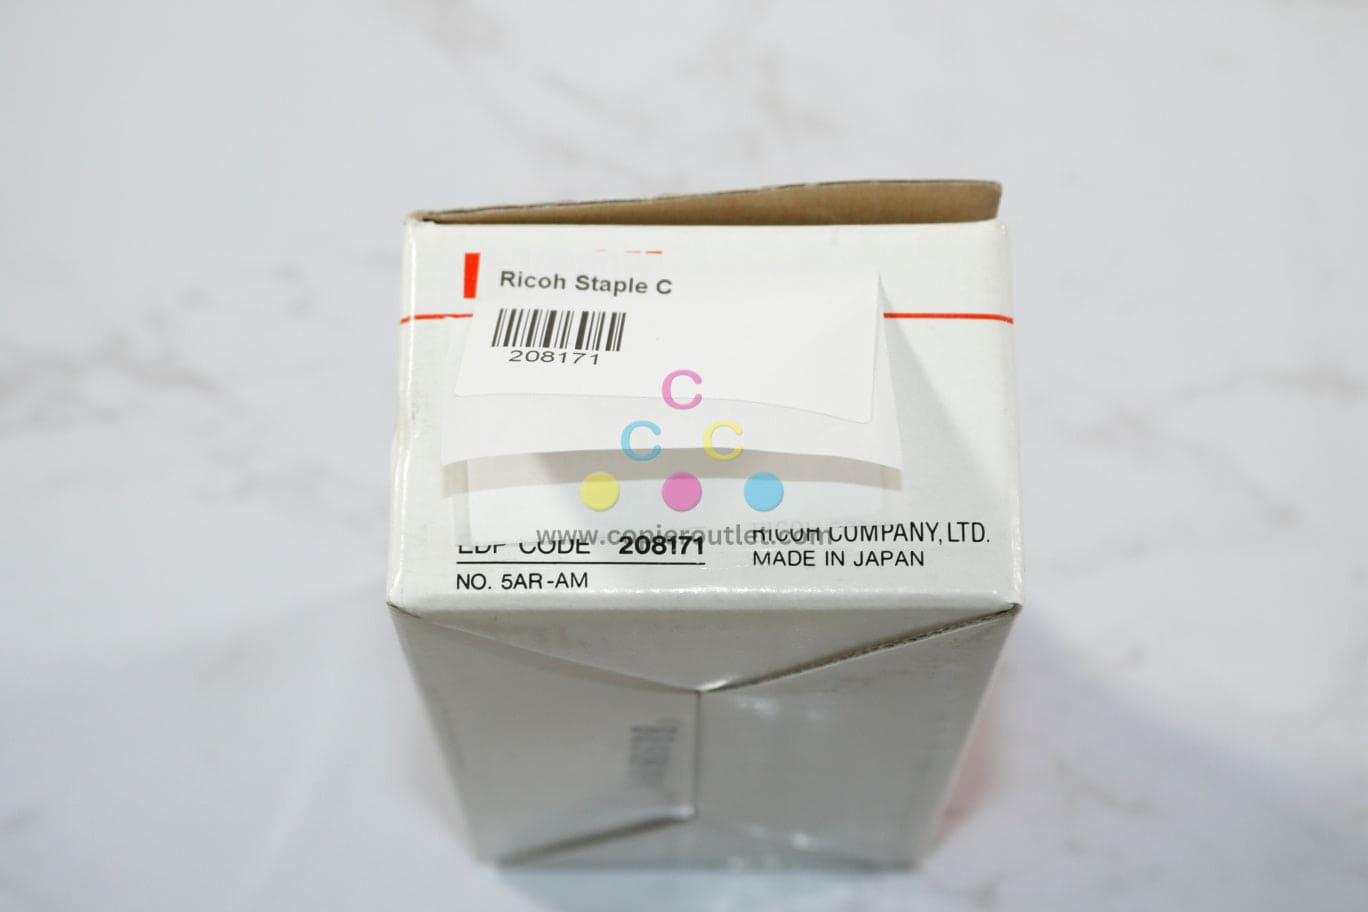 Ricoh Staple C
208171
C
C C
www.copieroutlet.com
EDP CODE 208171
RICOH COMPANY, LTD.
MADE IN JAPAN
NO. 5AR-AM